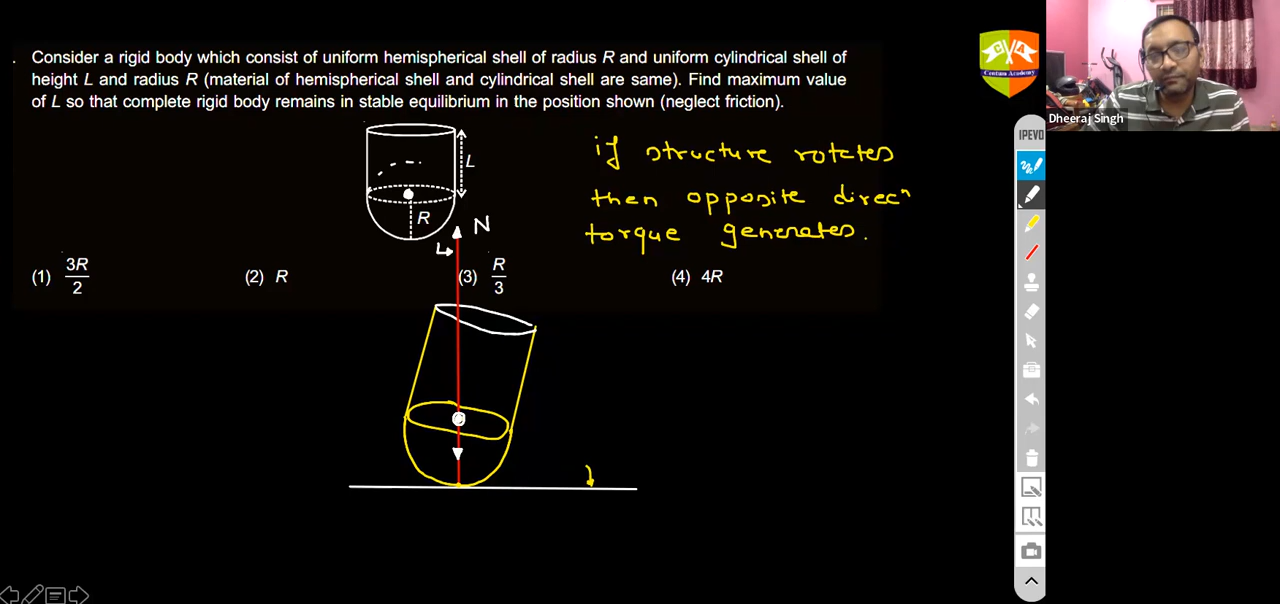 . Consider a rigid body which consist of uniform hemispherical shell of radius R and uniform cylindrical shell of
height L and radius R (material of hemispherical shell and cylindrical shell are same). Find maximum value
of L so that complete rigid body remains in stable equilibrium in the position shown (neglect friction).
L
R
N
if structure rotates
then opposite direcn
torque generates.
(1) 3R/2
(2) R
(3) R/3
(4) 4R
Centum Academy
Dheeraj Singh
IPEVO